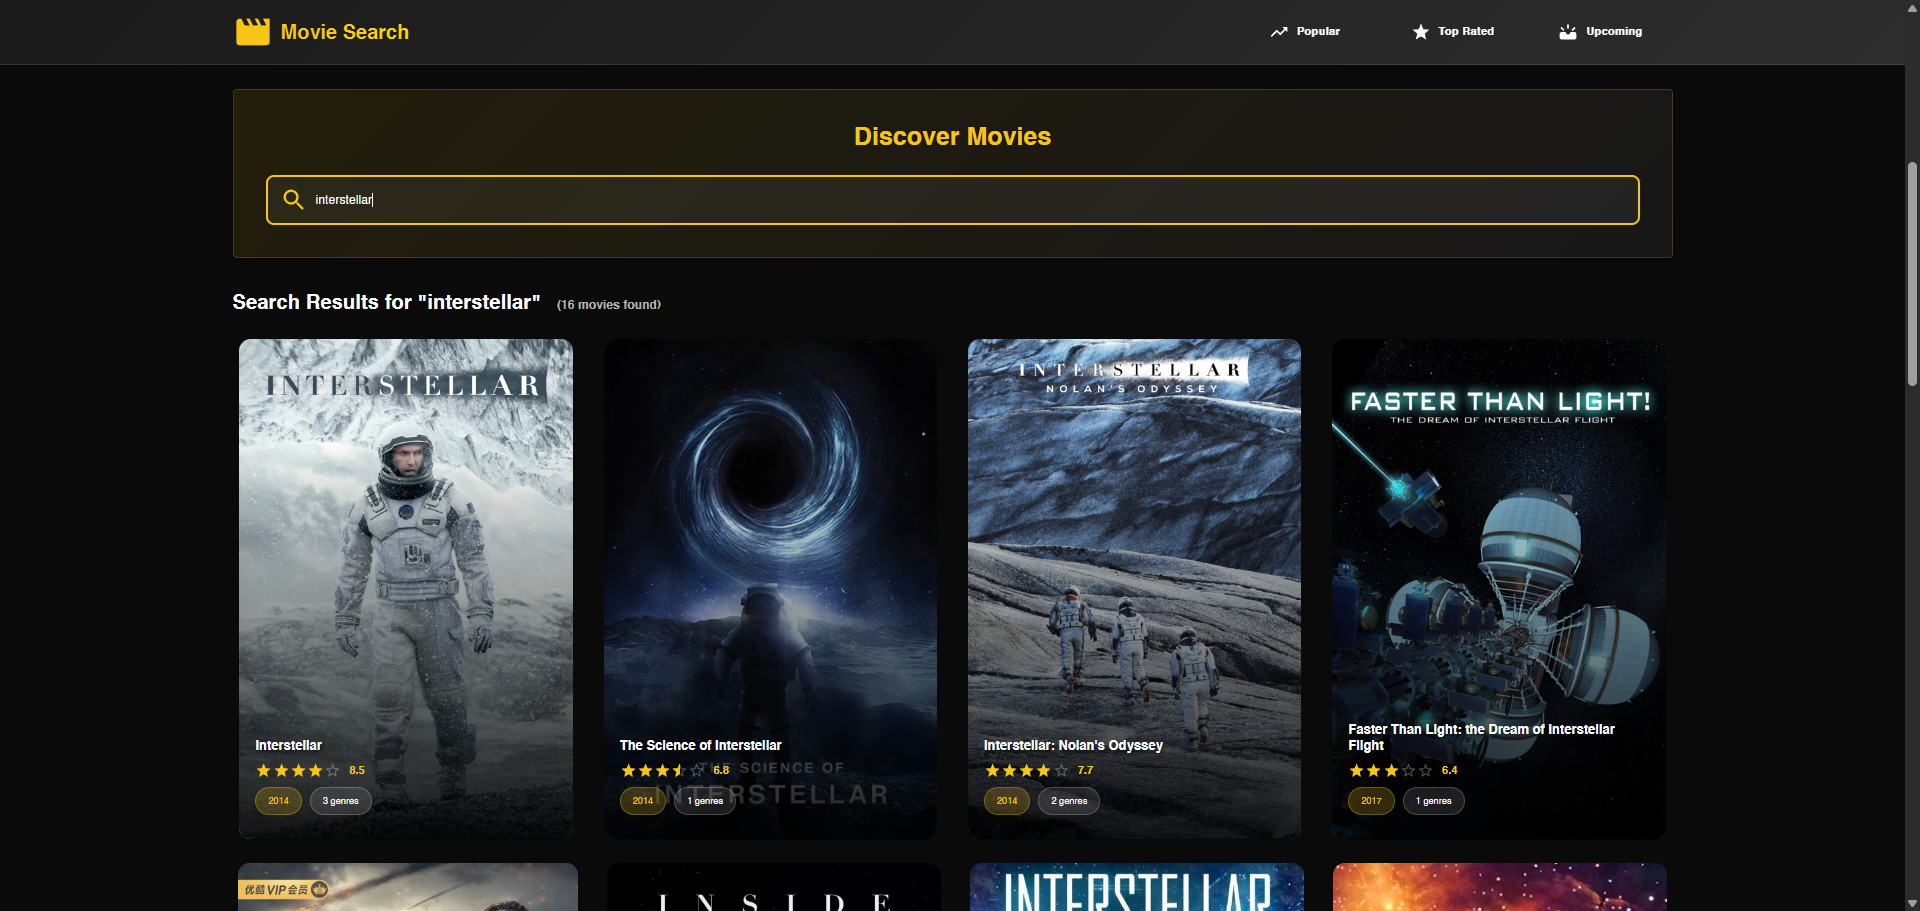 Movie Search
Popular
Top Rated
Upcoming
Discover Movies
interstellar
Search Results for "interstellar" (16 movies found)
INTERSTELLAR
Interstellar
8.5
2014
3 genres
The Science of Interstellar
6.8
THE SCIENCE OF
INTERSTELLAR
2014
1 genres
INTERSTELLAR
NOLAN'S ODYSSEY
Interstellar: Nolan's Odyssey
7.7
2014
2 genres
FASTER THAN LIGHT!
THE DREAM OF INTERSTELLAR FLIGHT
Faster Than Light: the Dream of Interstellar
Flight
6.4
2017
1 genres
优酷 VIP 会员
INSIDE
INTERSTELLAR